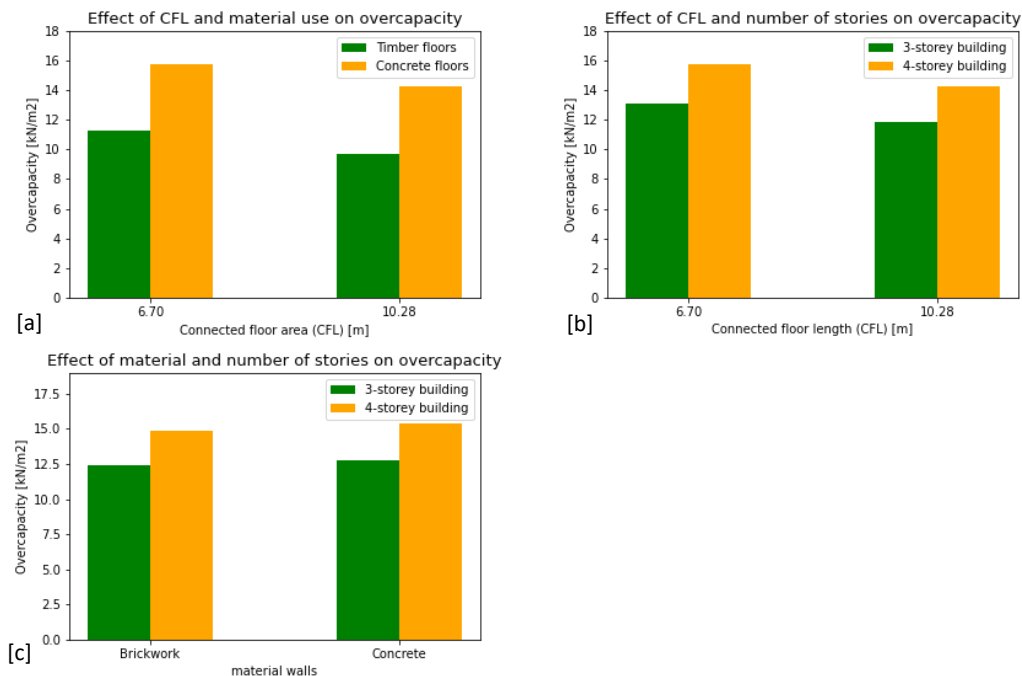 Effect of CFL and material use on overcapacity
18
16
14
12
10
8
6
4
2
0
Overcapacity [kN/m2]
Timber floors
Concrete floors
6.70
10.28
Connected floor area (CFL) [m]
[a]
Effect of CFL and number of stories on overcapacity
18
16
14
12
10
8
6
4
2
0
Overcapacity [kN/m2]
3-storey building
4-storey building
6.70
10.28
Connected floor length (CFL) [m]
[b]
Effect of material and number of stories on overcapacity
17.5
15.0
12.5
10.0
7.5
5.0
2.5
0.0
Overcapacity [kN/m2]
3-storey building
4-storey building
Brickwork
Concrete
material walls
[c]